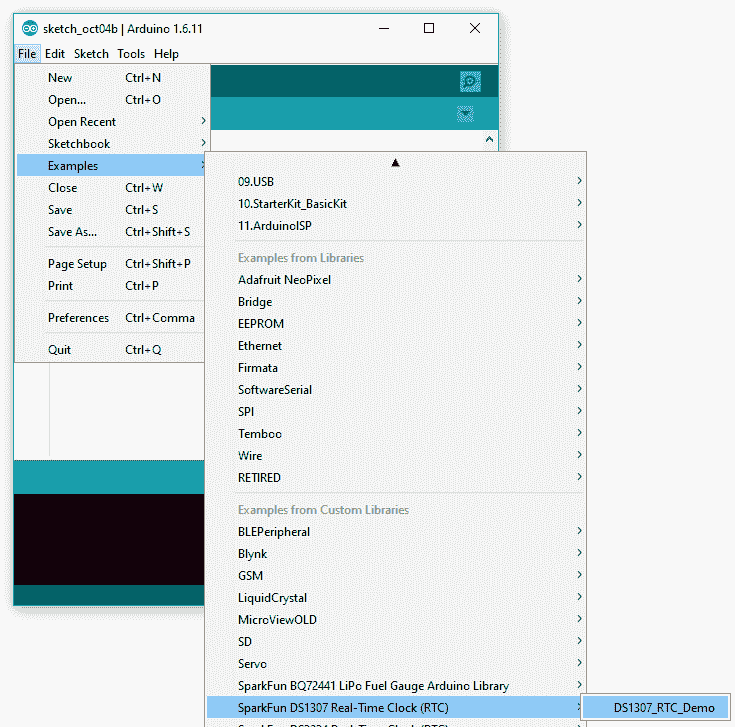 sketch_oct04b | Arduino 1.6.11
File Edit Sketch Tools Help
New Ctrl+N
Open... Ctrl+O
Open Recent
Sketchbook
Examples
Close Ctrl+W
Save Ctrl+S
Save As... Ctrl+Shift+S
Page Setup Ctrl+Shift+P
Print Ctrl+P
Preferences Ctrl+Comma
Quit Ctrl+Q
09.USB
10.StarterKit_BasicKit
11.ArduinoISP
Examples from Libraries
Adafruit NeoPixel
Bridge
EEPROM
Ethernet
Firmata
SoftwareSerial
SPI
Temboo
Wire
RETIRED
Examples from Custom Libraries
BLEPeripheral
Blynk
GSM
LiquidCrystal
MicroViewOLD
SD
Servo
SparkFun BQ72441 LiPo Fuel Gauge Arduino Library
SparkFun DS1307 Real-Time Clock (RTC)
DS1307_RTC_Demo